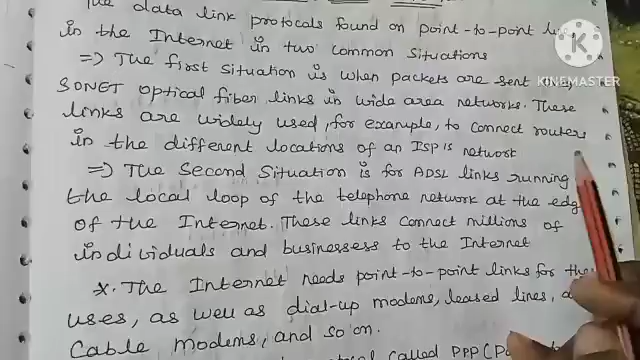 The data link protocols found on point-to-point
in the Internet in two common situations
K
KINEMASTER
=> The first situation is when packets are sent
SONET optical fiber links in wide area networks. These
links are widely used, for example, to connect routers
in the different locations of an ISP's network
=> The second situation is for ADSL links running
the local loop of the telephone network at the edg
of the Internet. These links connect millions of
individuals and businesses to the Internet
*. The Internet needs point-to-point links for the
uses, as well as dial-up modems, leased lines,
Cable modems, and so on.
called PPP (P